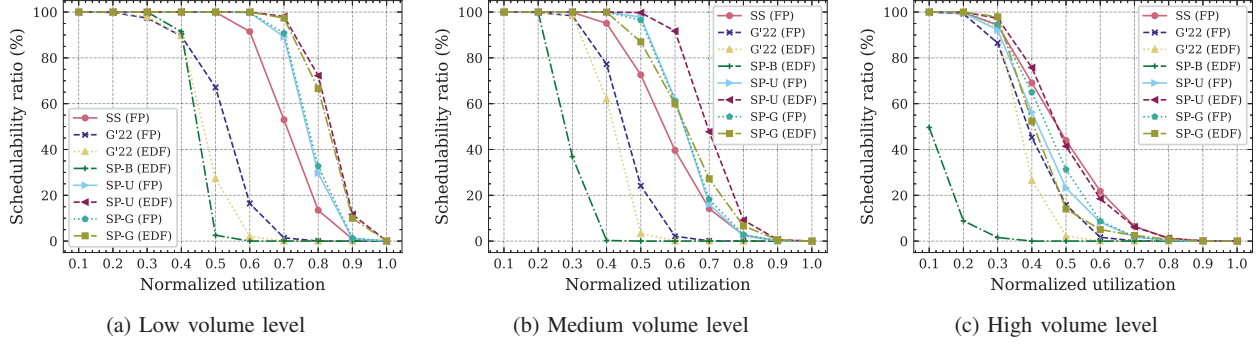 Schedulability ratio (%)
100
80
60
40
20
0
SS (FP)
G'22 (FP)
G'22 (EDF)
SP-B (EDF)
SP-U (FP)
SP-U (EDF)
SP-G (FP)
SP-G (EDF)
0.1 0.2 0.3 0.4 0.5 0.6 0.7 0.8 0.9 1.0
Normalized utilization
(a) Low volume level
Schedulability ratio (%)
100
80
60
40
20
0
SS (FP)
G'22 (FP)
G'22 (EDF)
SP-B (EDF)
SP-U (FP)
SP-U (EDF)
SP-G (FP)
SP-G (EDF)
0.1 0.2 0.3 0.4 0.5 0.6 0.7 0.8 0.9 1.0
Normalized utilization
(b) Medium volume level
Schedulability ratio (%)
100
80
60
40
20
0
SS (FP)
G'22 (FP)
G'22 (EDF)
SP-B (EDF)
SP-U (FP)
SP-U (EDF)
SP-G (FP)
SP-G (EDF)
0.1 0.2 0.3 0.4 0.5 0.6 0.7 0.8 0.9 1.0
Normalized utilization
(c) High volume level